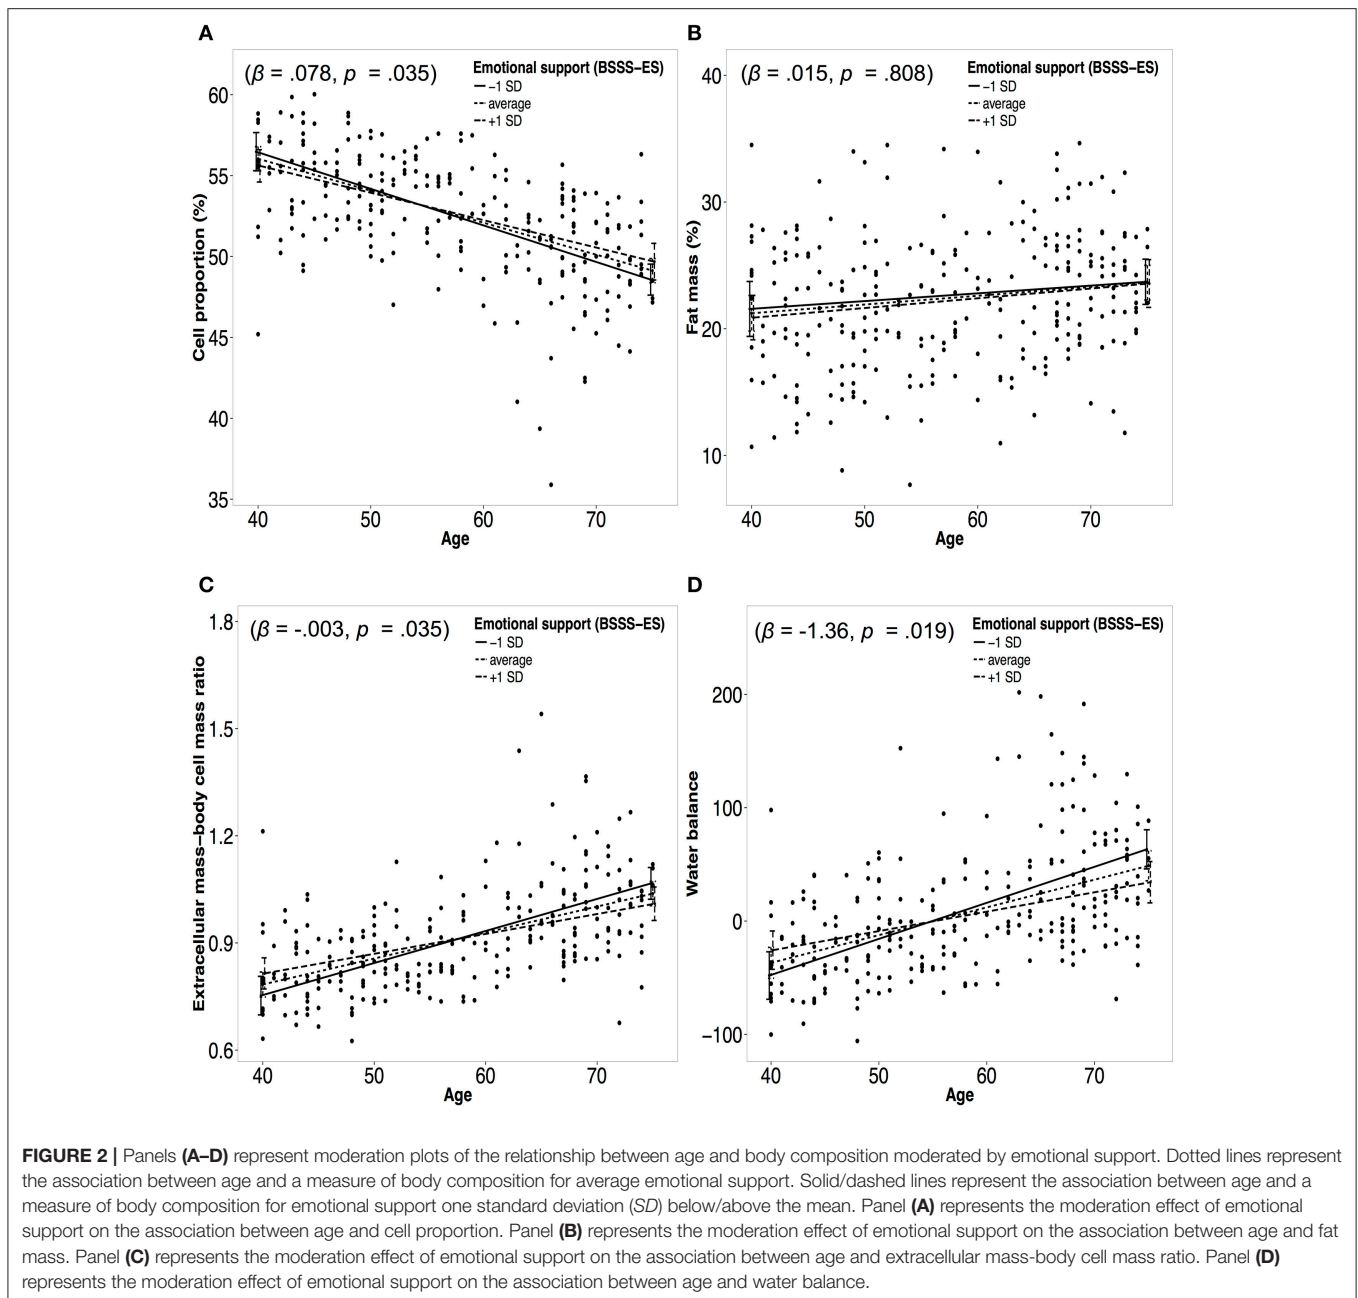 A
(β = .078, p = .035)
Emotional support (BSSS–ES)
–1 SD
average
+1 SD
Cell proportion (%)
60
55
50
45
40
35
40 50 60 70
Age
B
(β = .015, p = .808)
Emotional support (BSSS–ES)
–1 SD
average
+1 SD
Fat mass (%)
40
30
20
10
40 50 60 70
Age
C
(β = -.003, p = .035)
Emotional support (BSSS–ES)
–1 SD
average
+1 SD
Extracellular mass–body cell mass ratio
1.8
1.5
1.2
0.9
0.6
40 50 60 70
Age
D
(β = -1.36, p = .019)
Emotional support (BSSS–ES)
–1 SD
average
+1 SD
Water balance
200
100
0
–100
40 50 60 70
Age
FIGURE 2 | Panels (A–D) represent moderation plots of the relationship between age and body composition moderated by emotional support. Dotted lines represent
the association between age and a measure of body composition for average emotional support. Solid/dashed lines represent the association between age and a
measure of body composition for emotional support one standard deviation (SD) below/above the mean. Panel (A) represents the moderation effect of emotional
support on the association between age and cell proportion. Panel (B) represents the moderation effect of emotional support on the association between age and fat
mass. Panel (C) represents the moderation effect of emotional support on the association between age and extracellular mass-body cell mass ratio. Panel (D)
represents the moderation effect of emotional support on the association between age and water balance.